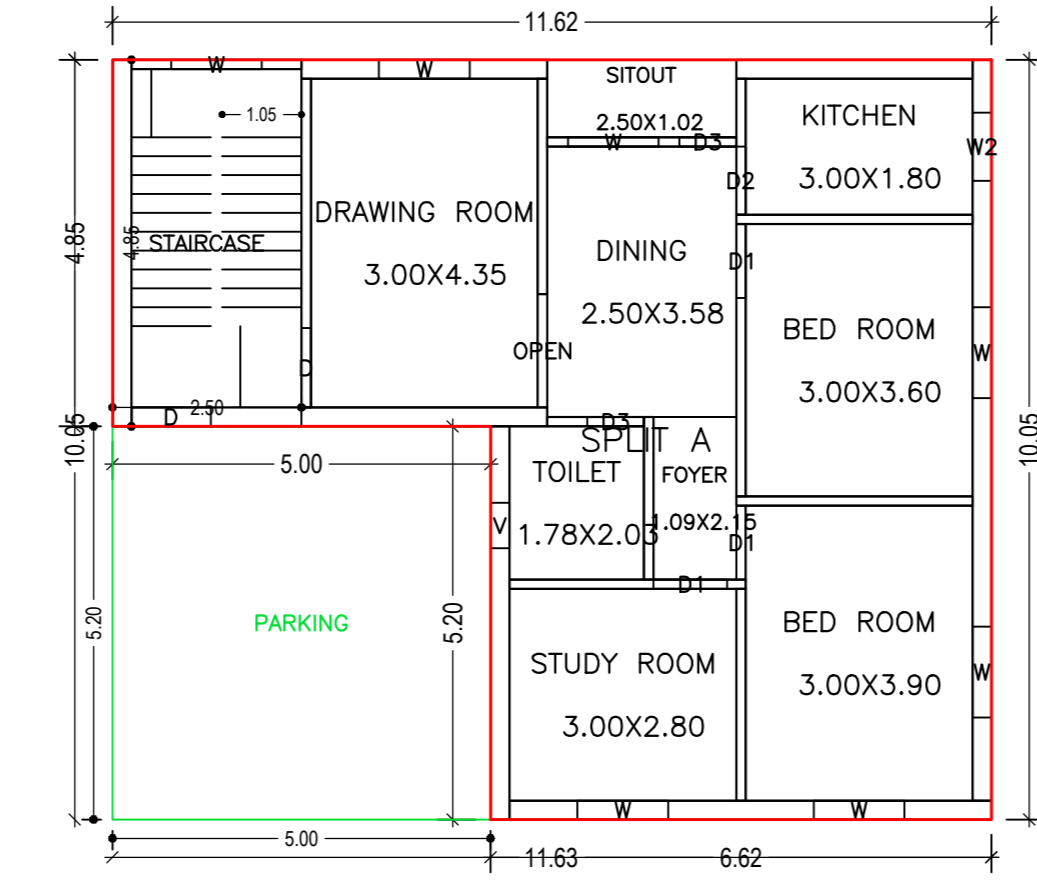 11.62
W
W
SITOUT
2.50X1.02
W
D3
1.05
KITCHEN
3.00X1.80
W2
D2
DRAWING ROOM
3.00X4.35
STAIRCASE
4.85
4.85
DINING
2.50X3.58
D1
OPEN
BED ROOM
3.00X3.60
W
D
D
2.50
10.05
10.05
D3
SPLIT A
5.00
TOILET
1.78X2.03
FOYER
1.09X2.15
V
D1
D1
PARKING
5.20
5.20
STUDY ROOM
3.00X2.80
BED ROOM
3.00X3.90
W
W
W
5.00
11.63
6.62